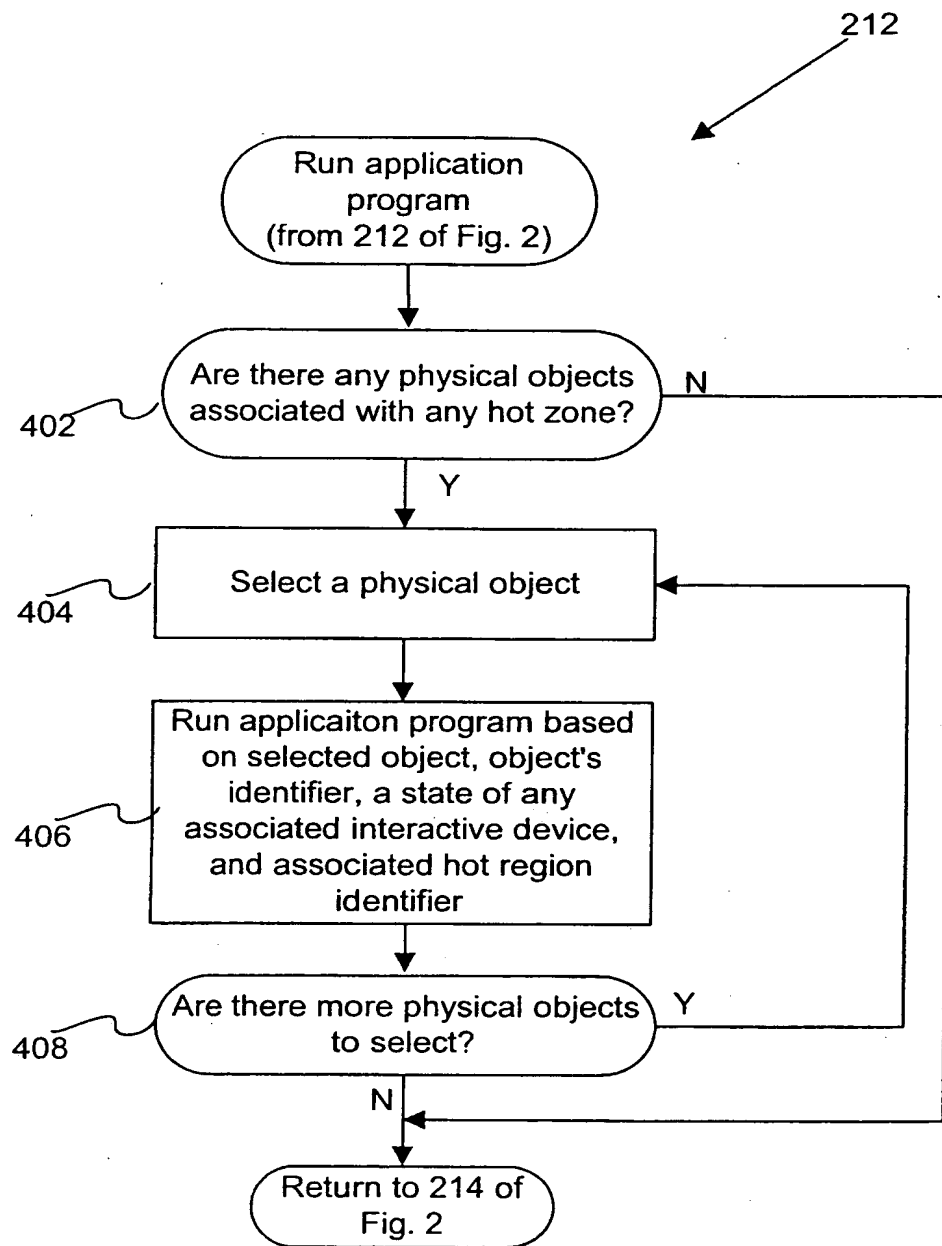 212
Run application
program
(from 212 of Fig. 2)
Are there any physical objects
associated with any hot zone?
N
402
Y
Select a physical object
404
Run applicaiton program based
on selected object, object's
identifier, a state of any
associated interactive device,
and associated hot region
identifier
406
Are there more physical objects
to select?
Y
408
N
Return to 214 of
Fig. 2